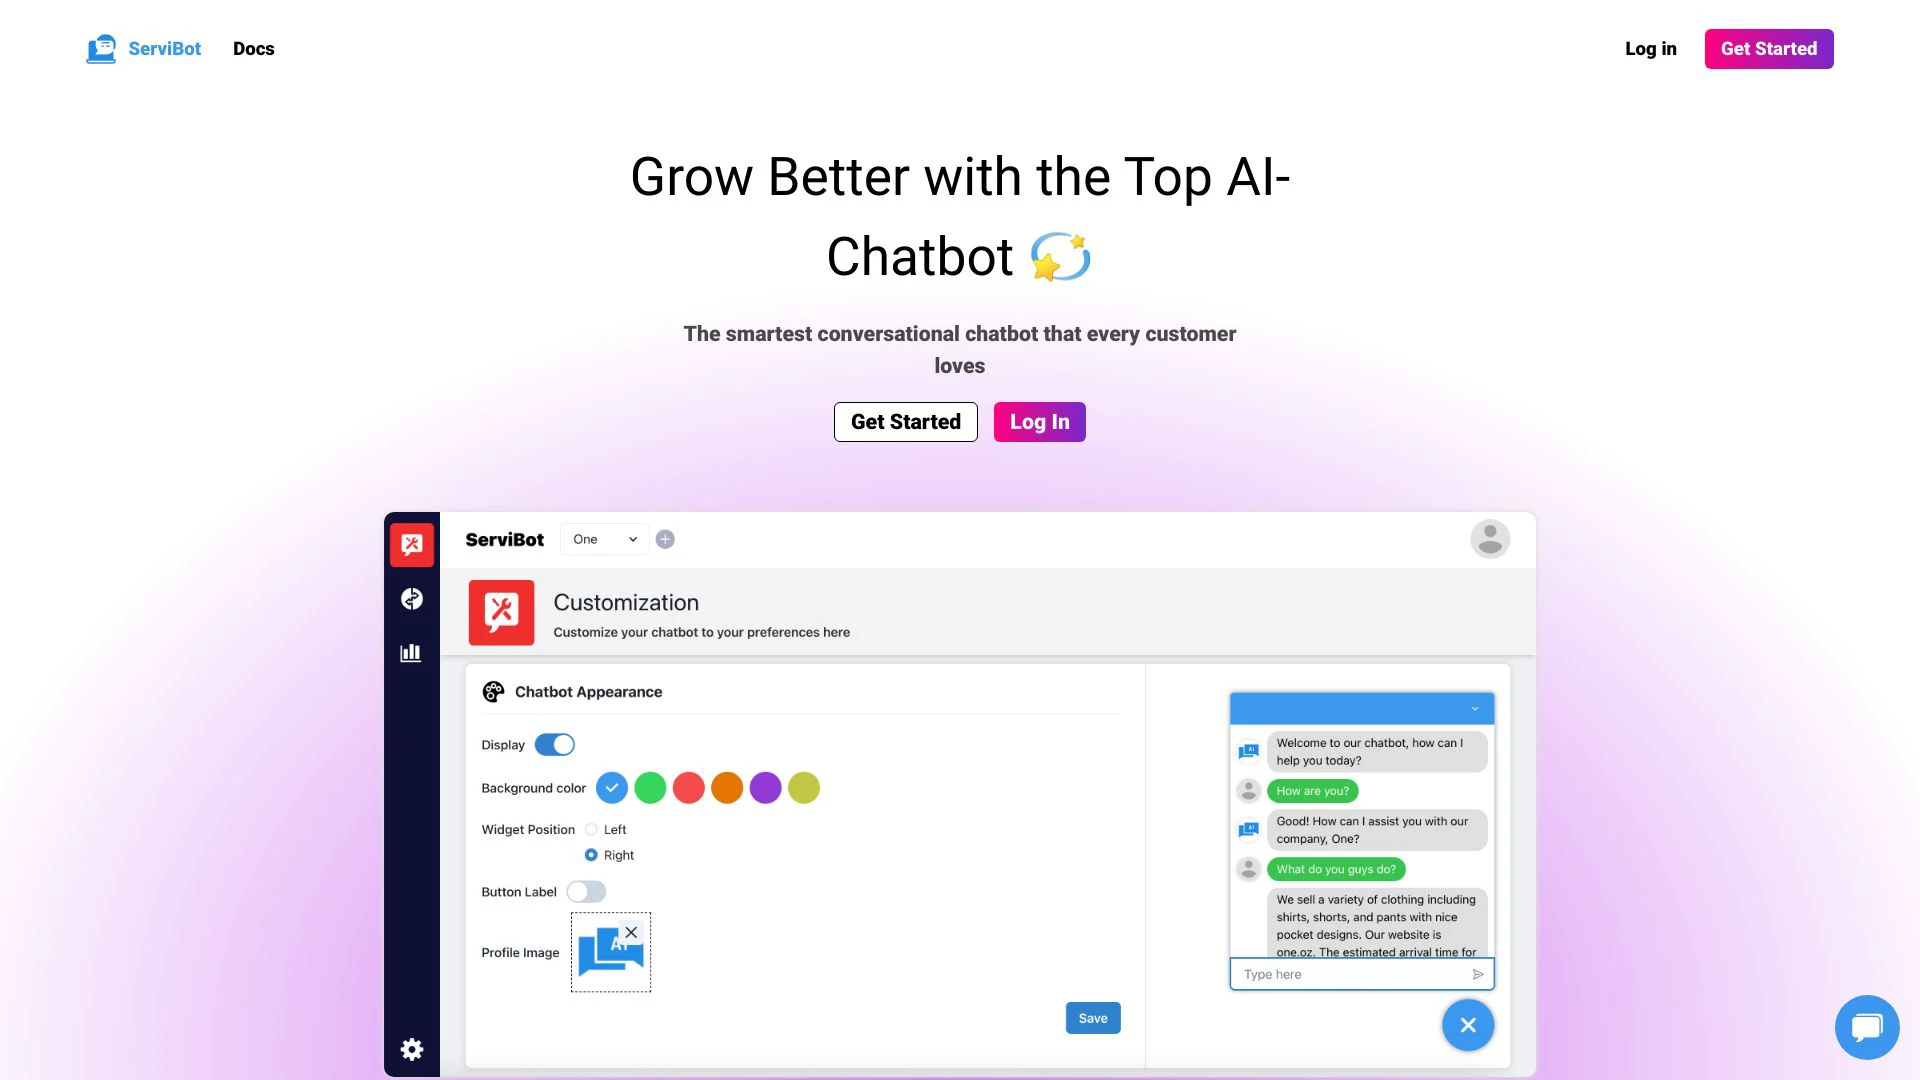 ServiBot
Docs
Log in
Get Started
Grow Better with the Top AI-
Chatbot
The smartest conversational chatbot that every customer
loves
Get Started
Log In
ServiBot
One
Customization
Customize your chatbot to your preferences here
Chatbot Appearance
Display
Background color
Widget Position
Left
Right
Button Label
Profile Image
AI
Save
Welcome to our chatbot, how can I
help you today?
How are you?
Good! How can I assist you with our
company, One?
What do you guys do?
We sell a variety of clothing including
shirts, shorts, and pants with nice
pocket designs. Our website is
one.oz. The estimated arrival time for
Type here